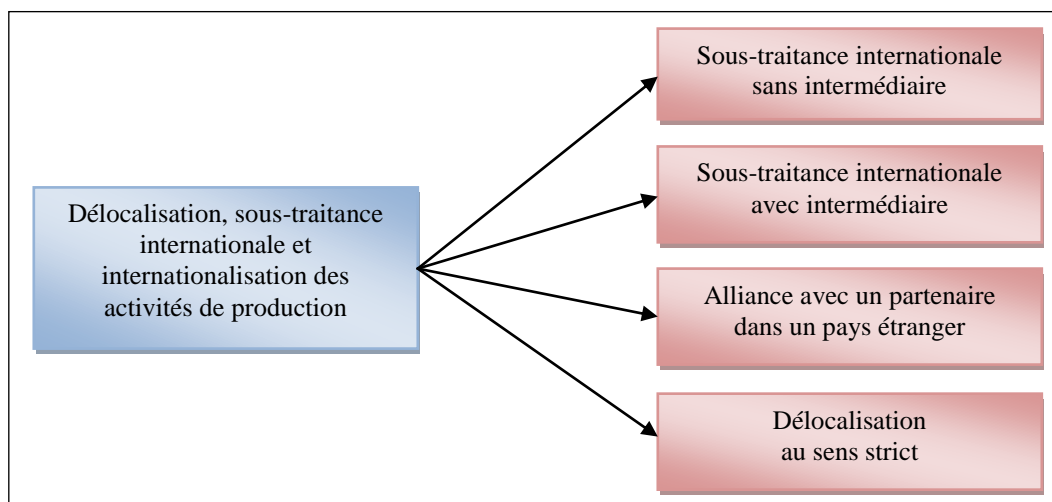 Délocalisation, sous-traitance
internationale et
internationalisation des
activités de production
Sous-traitance internationale
sans intermédiaire
Sous-traitance internationale
avec intermédiaire
Alliance avec un partenaire
dans un pays étranger
Délocalisation
au sens strict